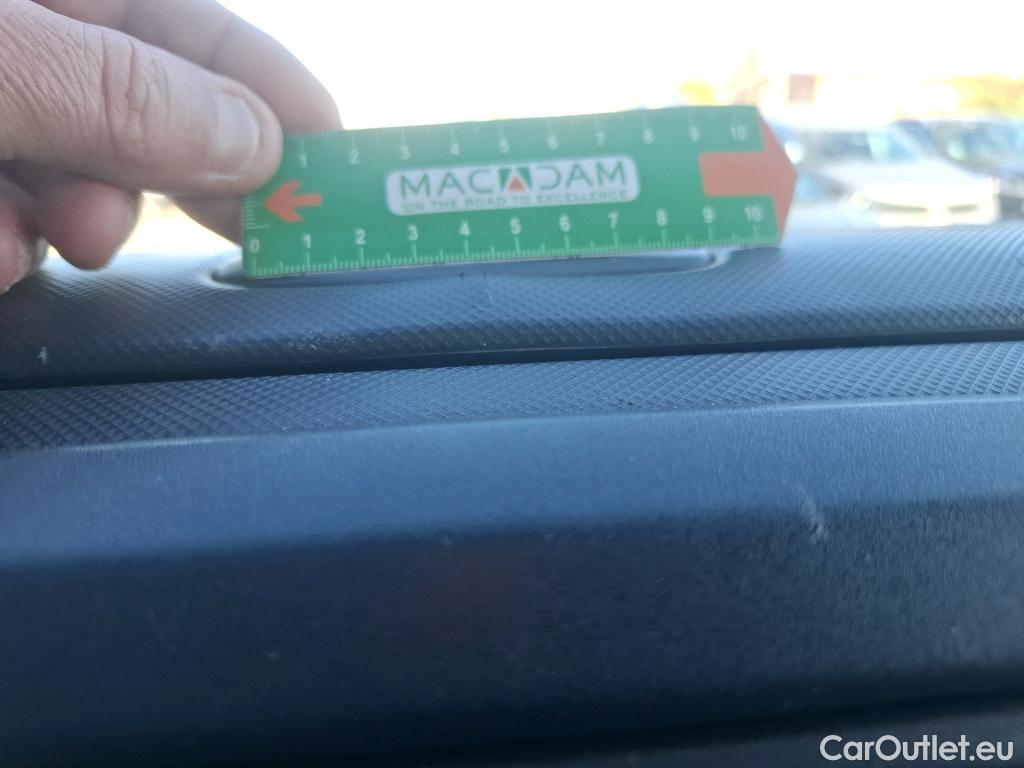 1 2 3 4 5 6 7 8 9 10
MACADAM
ON THE ROAD TO EXCELLENCE
0 1 2 3 4 5 6 7 8 9 10
CarOutlet.eu